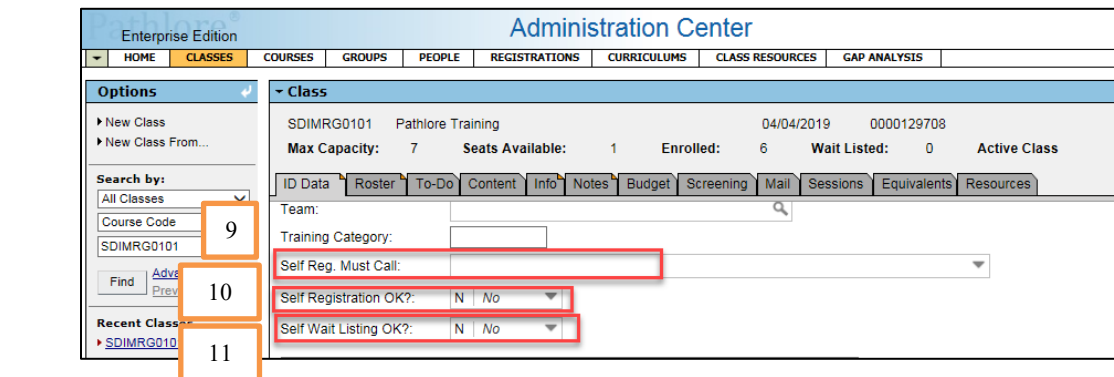 Pathlore®
Enterprise Edition
Administration Center
HOME CLASSES COURSES GROUPS PEOPLE REGISTRATIONS CURRICULUMS CLASS RESOURCES GAP ANALYSIS
Options
New Class
New Class From...
Search by:
All Classes
Course Code
SDIMRG0101
Find
Recent
SDIMRG010
9
10
11
Class
SDIMRG0101 Pathlore Training 04/04/2019 0000129708
Max Capacity: 7 Seats Available: 1 Enrolled: 6 Wait Listed: 0 Active Class
ID Data Roster To-Do Content Info Notes Budget Screening Mail Sessions Equivalents Resources
Team:
Training Category:
Self Reg. Must Call:
Self Registration OK?: N No
Self Wait Listing OK?: N No